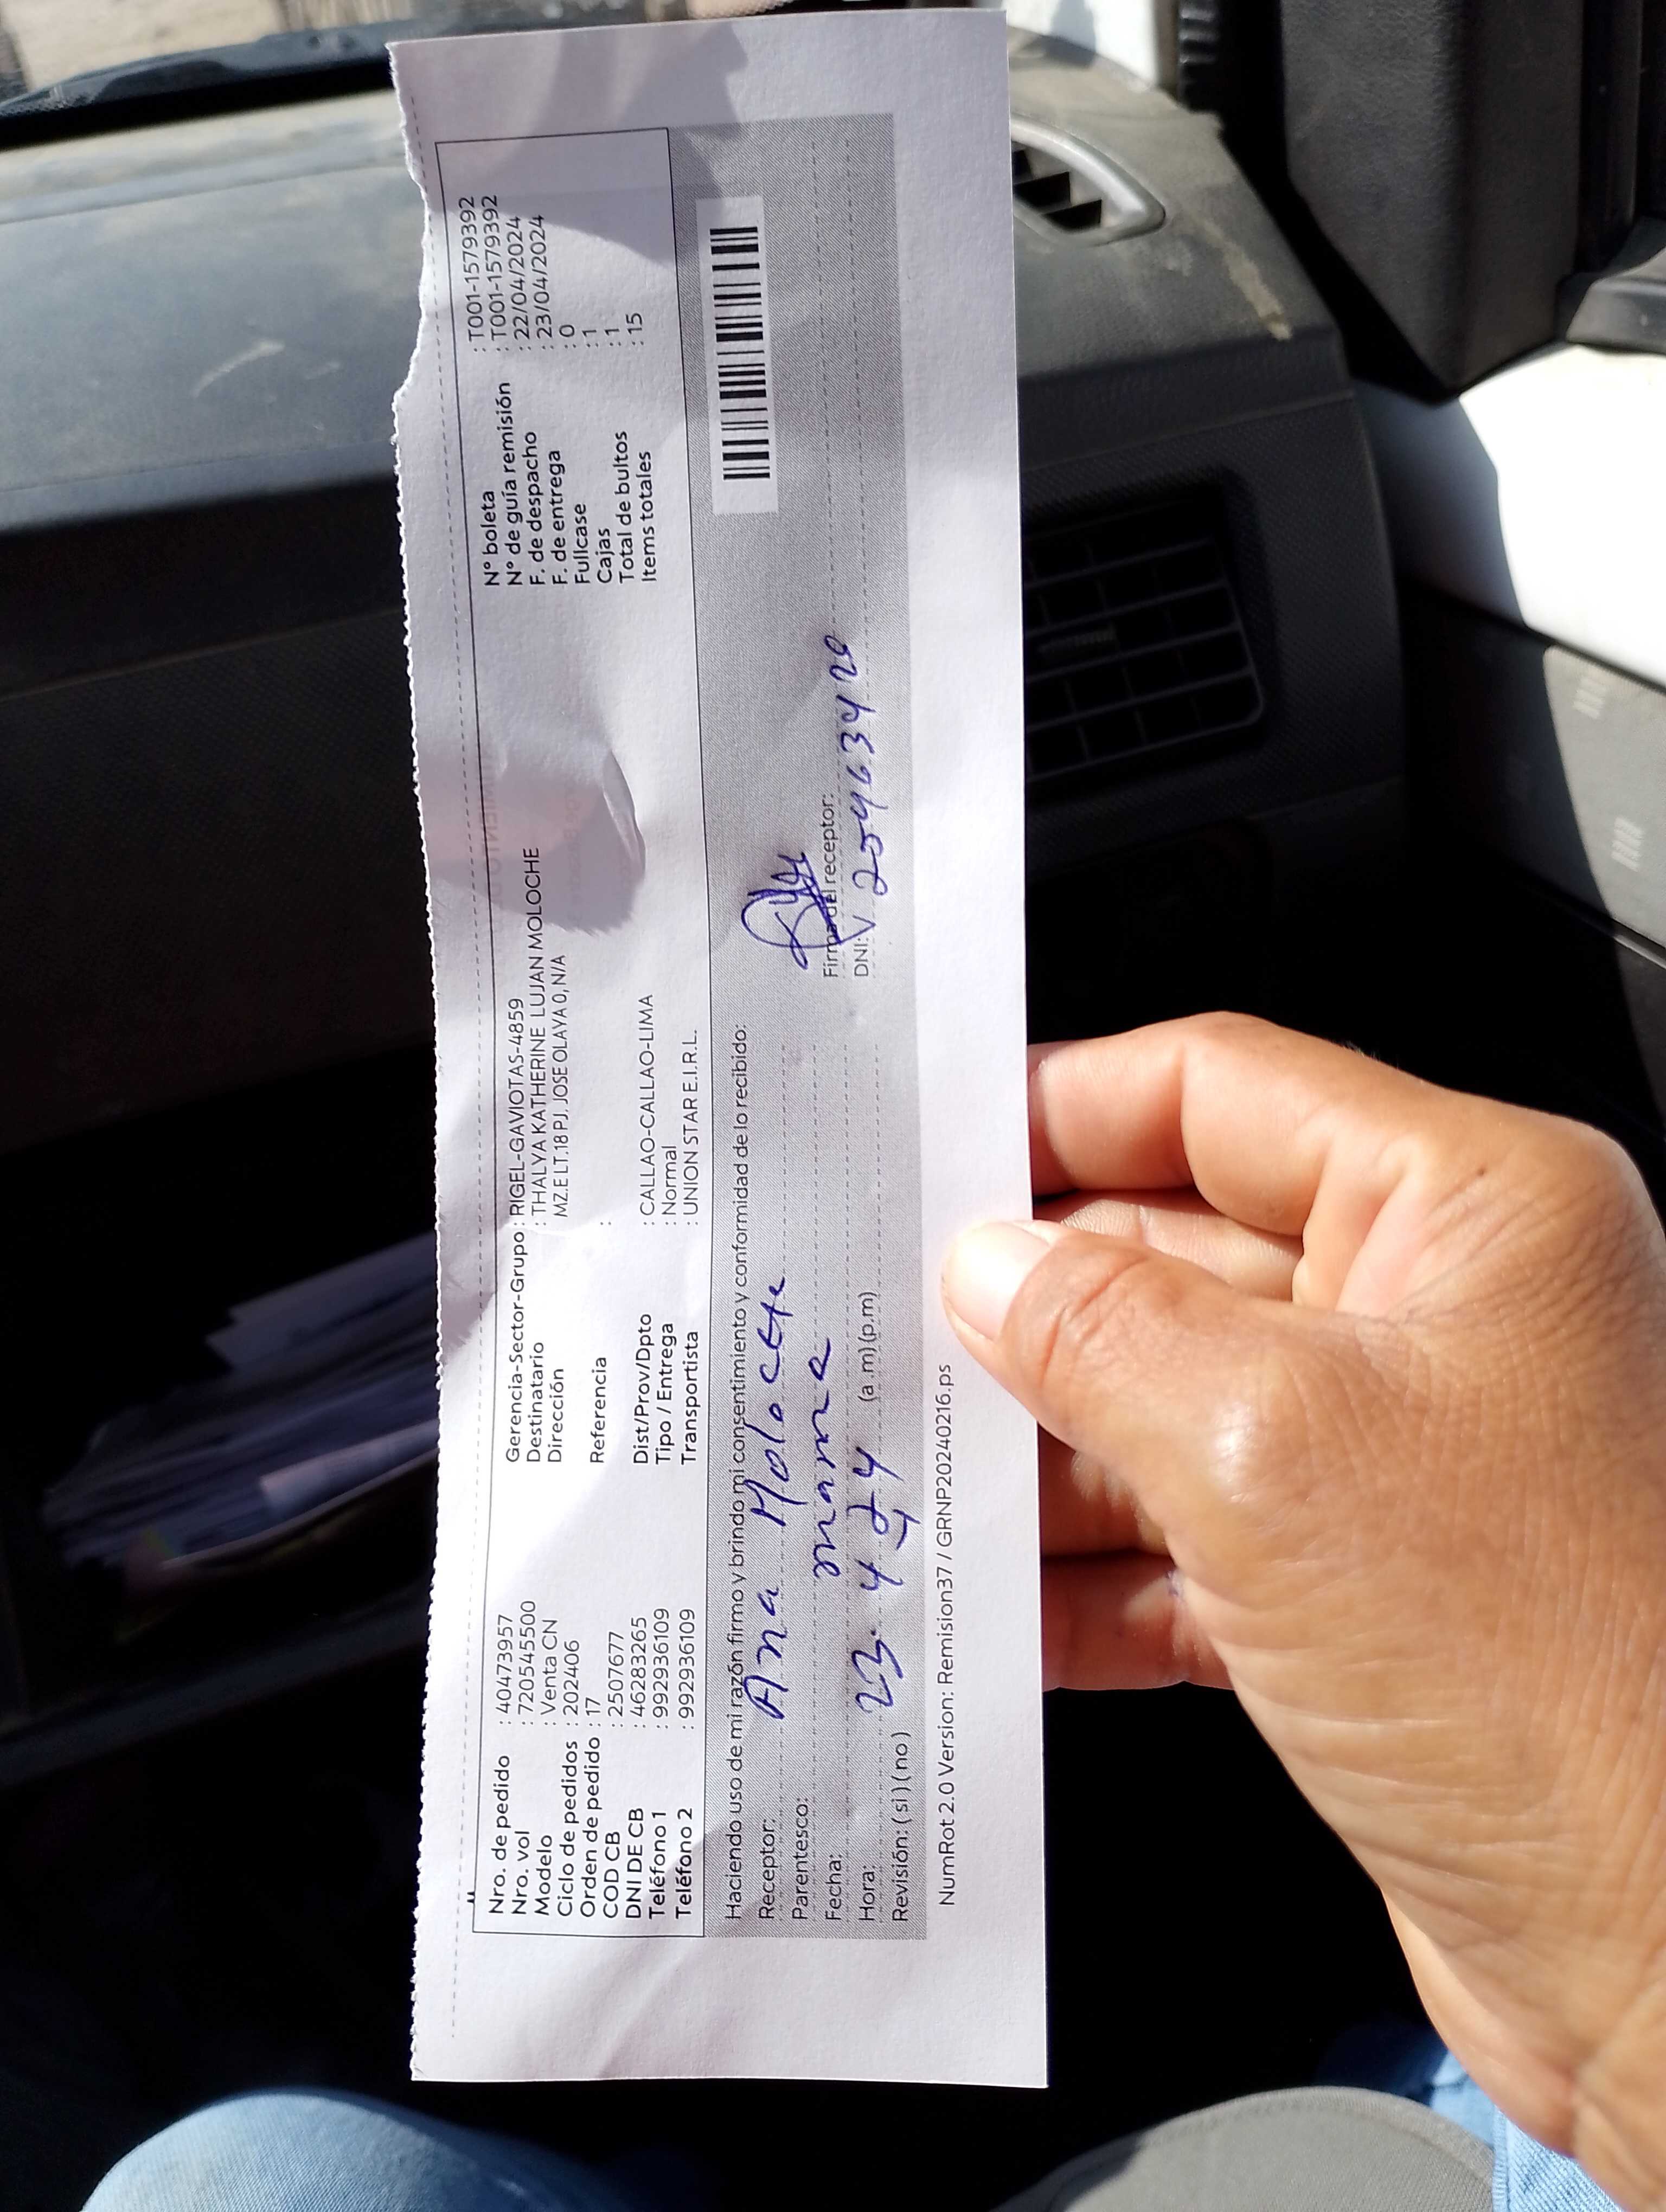 Nro. de pedido : 40473957
Nro. vol : 720545500
Modelo : Venta CN
Ciclo de pedidos : 202406
Orden de pedido : 17
COD CB : 2507677
DNI DE CB : 46283265
Teléfono 1 : 992936109
Teléfono 2 : 992936109
Gerencia-Sector-Grupo : RIGEL-GAVIOTAS-4859
Destinatario : THALYA KATHERINE LUJAN MOLOCHE
Dirección MZ.E LT.18 P.J. JOSE OLAYA 0, N/A
Referencia :
Dist/Prov/Dpto : CALLAO-CALLAO-LIMA
Tipo / Entrega : Normal
Transportista : UNION STAR E.I.R.L.
N° boleta : T001-1579392
N° de guía remisión : T001-1579392
F. de despacho : 22/04/2024
F. de entrega : 23/04/2024
Fullcase : 0
Cajas : 1
Total de bultos : 1
Items totales : 15
Haciendo uso de mi razón firmo y brindo mi consentimiento y conformidad de lo recibido:
Receptor: Ana Moloche
Parentesco: mama
Fecha: 23. 4 24
Hora: (a.m)(p.m)
Revisión: (si) (no)
Firma del receptor:
DNI:
NumRot 2.0 Version: Remision37 / GRNP20240216.ps